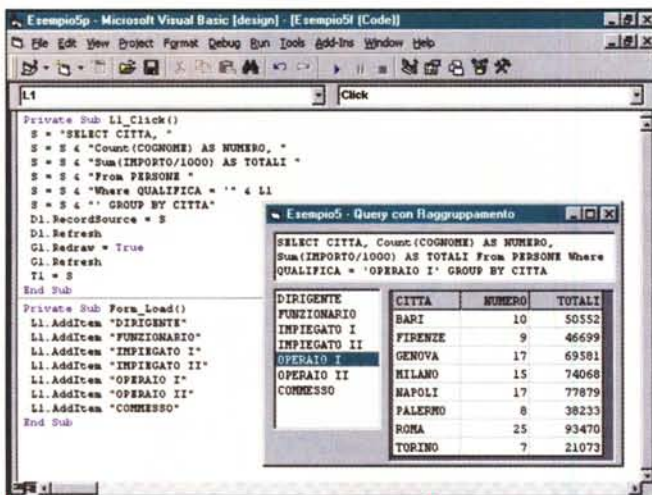 Esempio5p - Microsoft Visual Basic [design] - [Esempio5f (Code)]
File Edit View Project Format Debug Run Tools Add-Ins Window Help
L1 Click
Private Sub L1_Click()
S = "SELECT CITTA, "
S = S & "Count(COGNOME) AS NUMERO, "
S = S & "Sum(IMPORTO/1000) AS TOTALI "
S = S & "From PERSONE "
S = S & "Where QUALIFICA = '" & L1
S = S & "' GROUP BY CITTA"
D1.RecordSource = S
D1.Refresh
G1.Redraw = True
G1.Refresh
T1 = S
End Sub
Private Sub Form_Load()
L1.AddItem "DIRIGENTE"
L1.AddItem "FUNZIONARIO"
L1.AddItem "IMPIEGATO I"
L1.AddItem "IMPIEGATO II"
L1.AddItem "OPERAIO I"
L1.AddItem "OPERAIO II"
L1.AddItem "COMMESSO"
End Sub
Esempio5 - Query con Raggruppamento
SELECT CITTA, Count(COGNOME) AS NUMERO,
Sum(IMPORTO/1000) AS TOTALI From PERSONE Where
QUALIFICA = 'OPERAIO I' GROUP BY CITTA
DIRIGENTE
FUNZIONARIO
IMPIEGATO I
IMPIEGATO II
OPERAIO I
OPERAIO II
COMMESSO
CITTA NUMERO TOTALI
BARI 10 50552
FIRENZE 9 46699
GENOVA 17 69581
MILANO 15 74068
NAPOLI 17 77879
PALERMO 8 38233
ROMA 25 93470
TORINO 7 21073